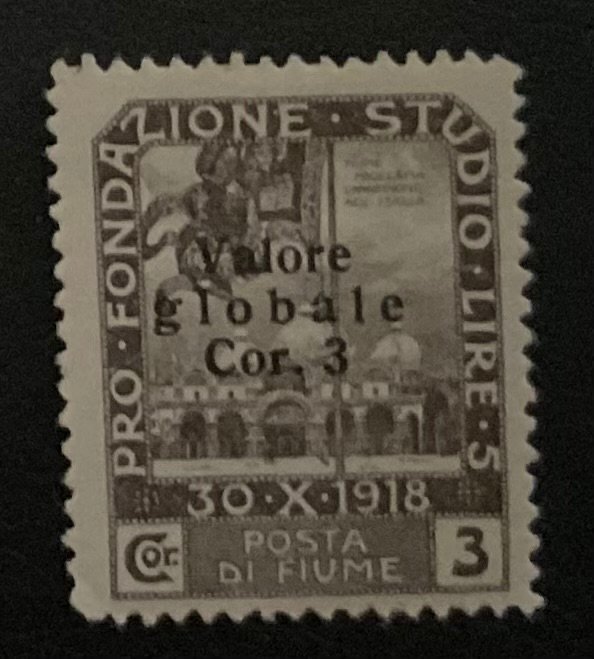 PRO · FONDAZIONE · STUDIO · LIRE · 5
Valore
globale
Cor. 3
30 · X · 1918
Cor.
POSTA
DI FIUME
3